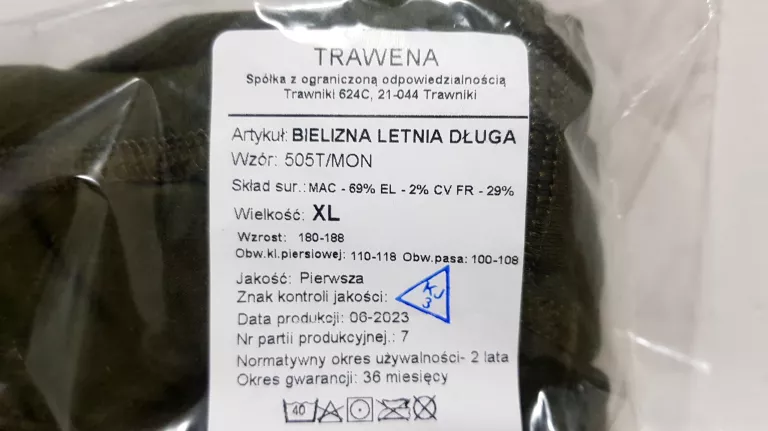 TRAWENA
Spółka z ograniczoną odpowiedzialnością
Trawniki 624C, 21-044 Trawniki
Artykuł: BIELIZNA LETNIA DŁUGA
Wzór: 505T/MON
Skład sur.: MAC - 69% EL - 2% CV FR - 29%
Wielkość: XL
Wzrost: 180-188
Obw.kl.piersiowej: 110-118 Obw.pasa: 100-108
Jakość: Pierwsza
Znak kontroli jakości:
KJ
3
Data produkcji: 06-2023
Nr partii produkcyjnej.: 7
Normatywny okres używalności- 2 lata
Okres gwarancji: 36 miesięcy
40